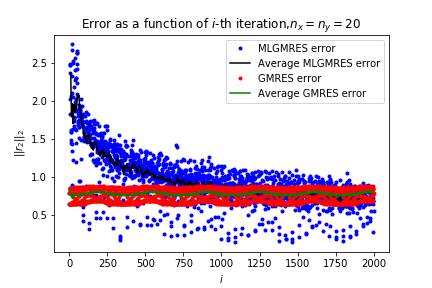 Error as a function of i-th iteration,n_x = n_y = 20
MLGMRES error
Average MLGMRES error
GMRES error
Average GMRES error
2.5
2.0
1.5
1.0
0.5
||r_2||_2
0 250 500 750 1000 1250 1500 1750 2000
i